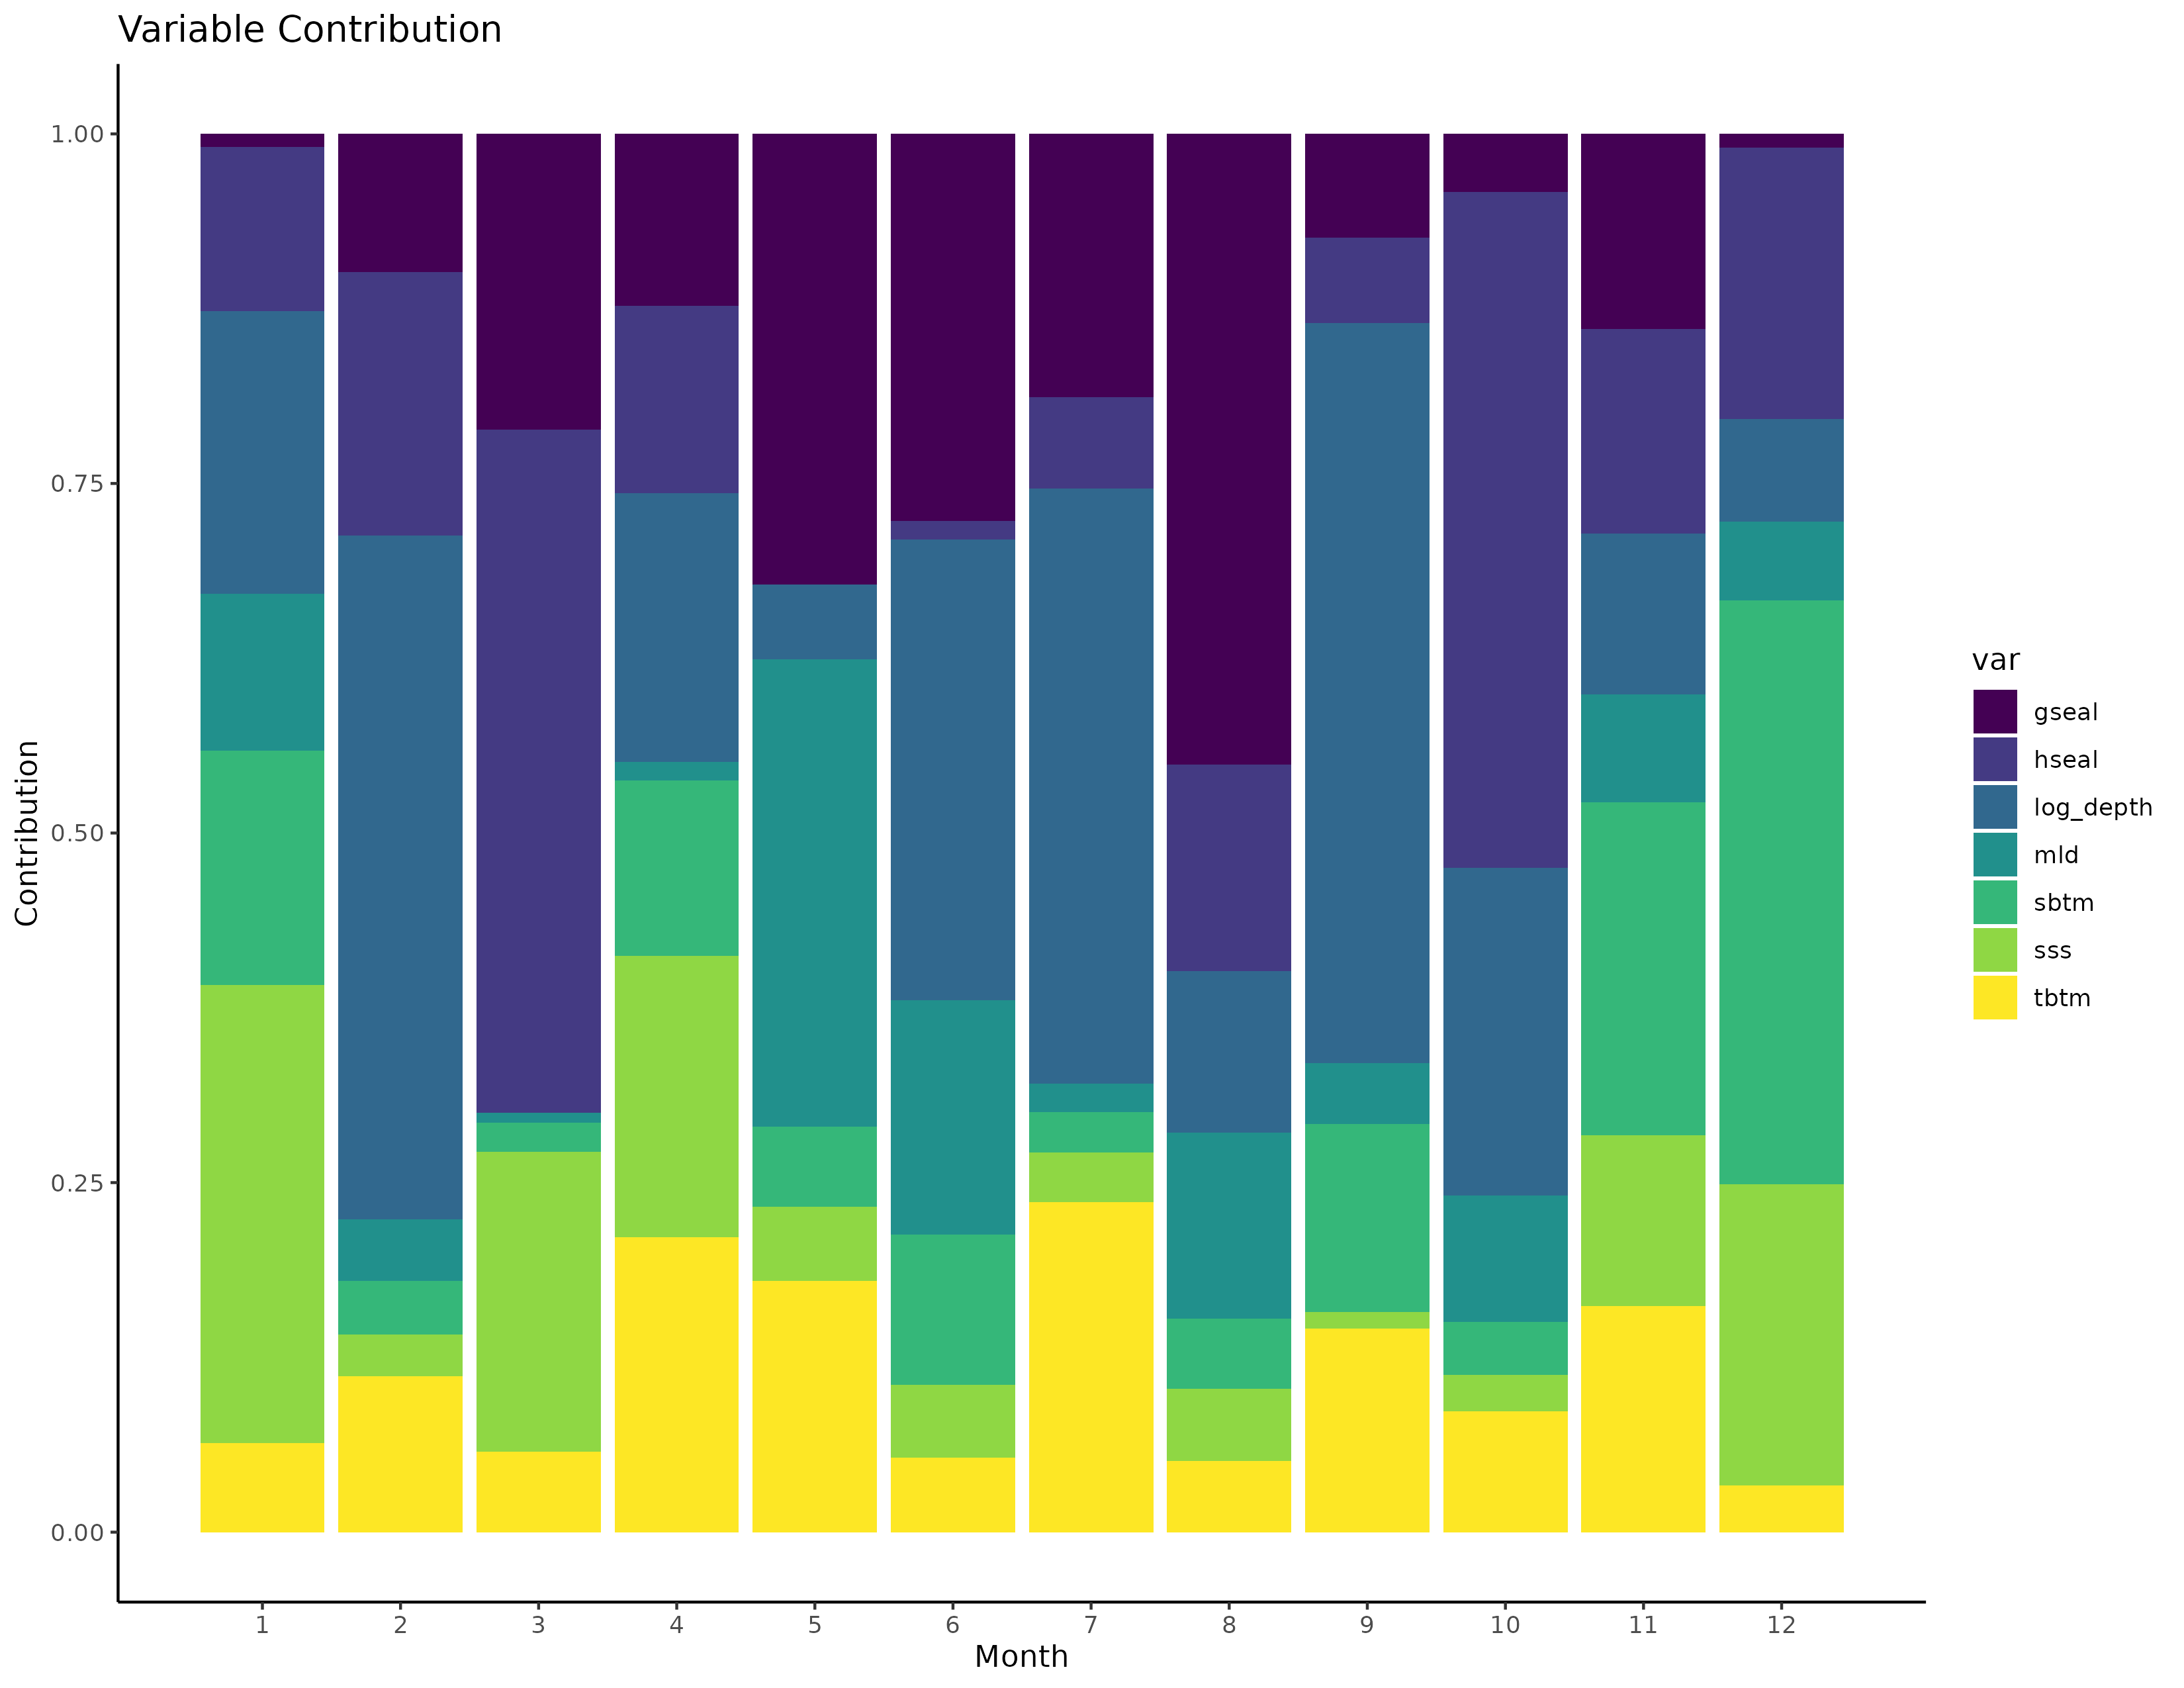 Variable Contribution
1.00
0.75
0.50
0.25
0.00
Contribution
1 2 3 4 5 6 7 8 9 10 11 12
Month
var
gseal
hseal
log_depth
mld
sbtm
sss
tbtm